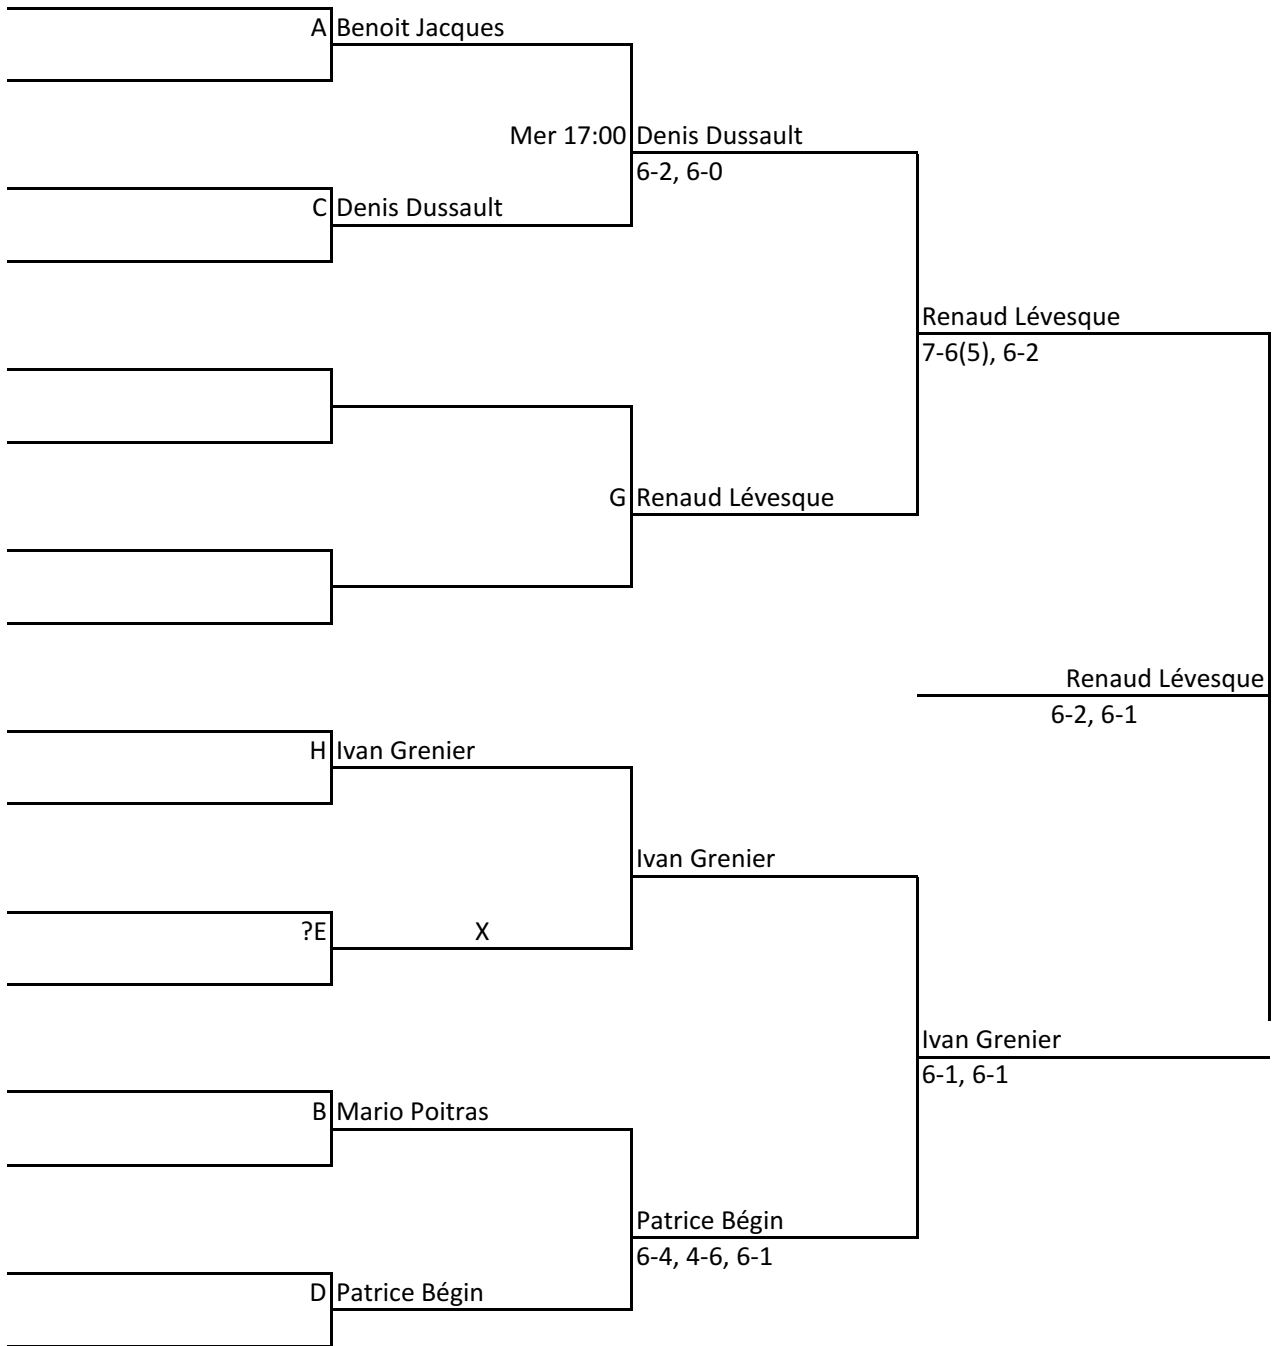 A Benoit Jacques
Mer 17:00 Denis Dussault
6-2, 6-0
C Denis Dussault
Renaud Lévesque
7-6(5), 6-2
G Renaud Lévesque
Renaud Lévesque
6-2, 6-1
H Ivan Grenier
Ivan Grenier
?E X
Ivan Grenier
6-1, 6-1
B Mario Poitras
Patrice Bégin
6-4, 4-6, 6-1
D Patrice Bégin